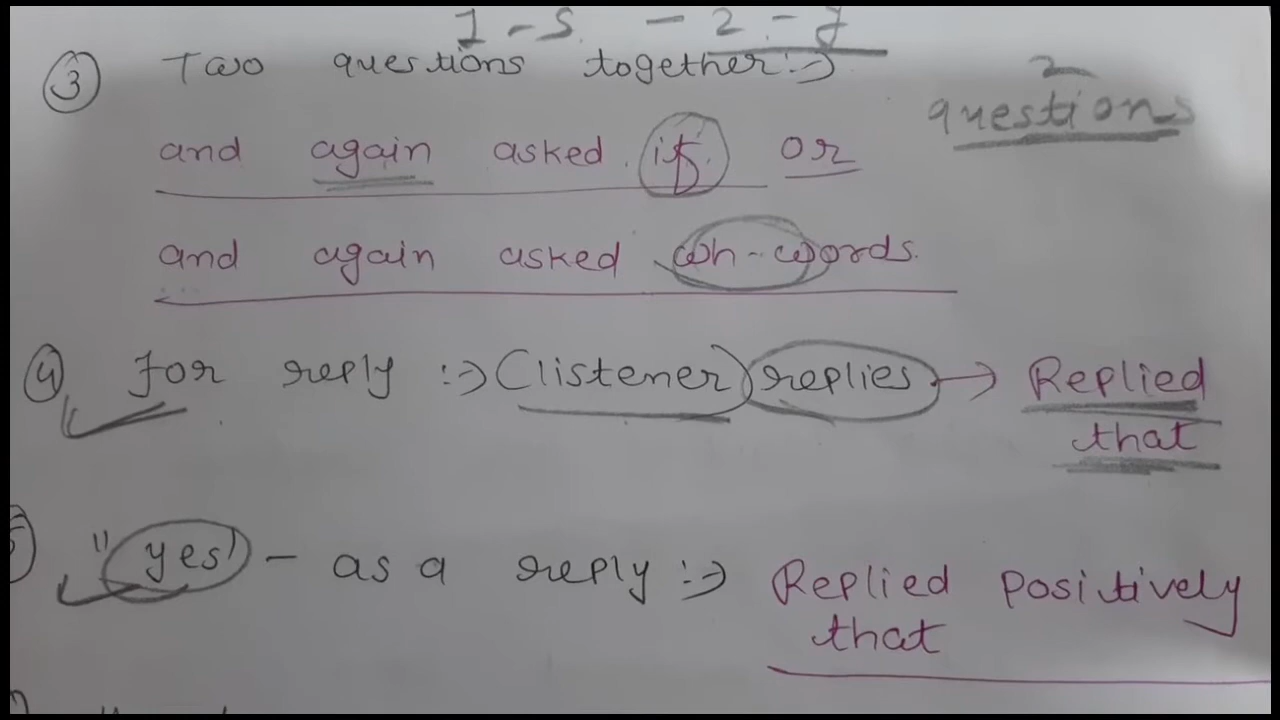 1 - 5 - 2 - 7
③ Two questions together :→
2
questions
and again asked if or
and again asked wh-words.
④ For reply :→ (listener) replies → Replied
that
"yes" - as a reply :→ Replied positively
that